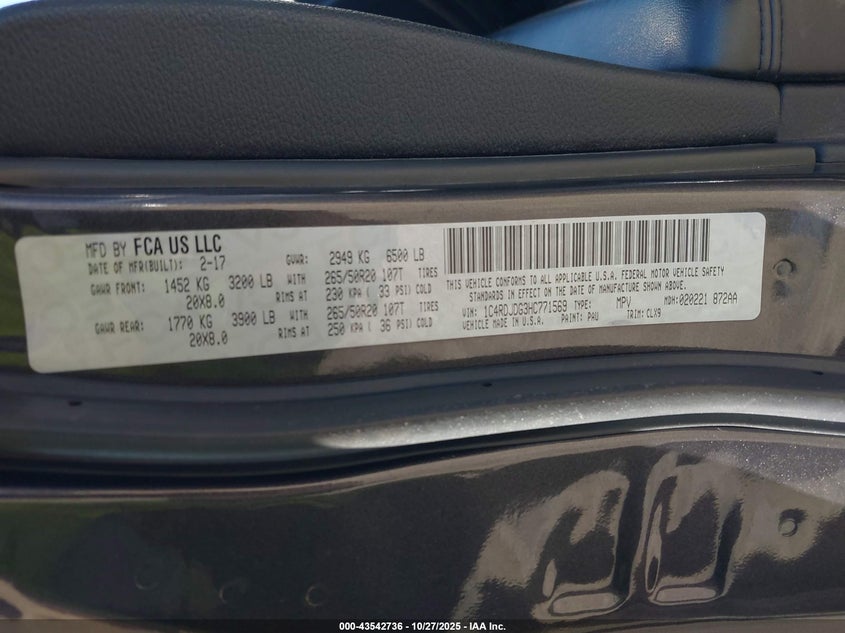 MFD BY FCA US LLC
DATE OF MFR(BUILT): 2-17 GVWR: 2949 KG 6500 LB
GAWR FRONT: 1452 KG 3200 LB WITH 265/50R20 107T TIRES
20X8.0 RIMS AT 230 KPA ( 33 PSI) COLD
GAWR REAR: 1770 KG 3900 LB WITH 265/50R20 107T TIRES
20X8.0 RIMS AT 250 KPA ( 36 PSI) COLD
THIS VEHICLE CONFORMS TO ALL APPLICABLE U.S.A. FEDERAL MOTOR VEHICLE SAFETY
STANDARDS IN EFFECT ON THE DATE OF MANUFACTURE SHOWN ABOVE.
VIN: 1C4RDJDG3HC771569 TYPE: MPV MDH: 020221 872AA
VEHICLE MADE IN U.S.A. PAINT: PAU TRIM: CLX9
000-43542736 - 10/27/2025 - IAA Inc.